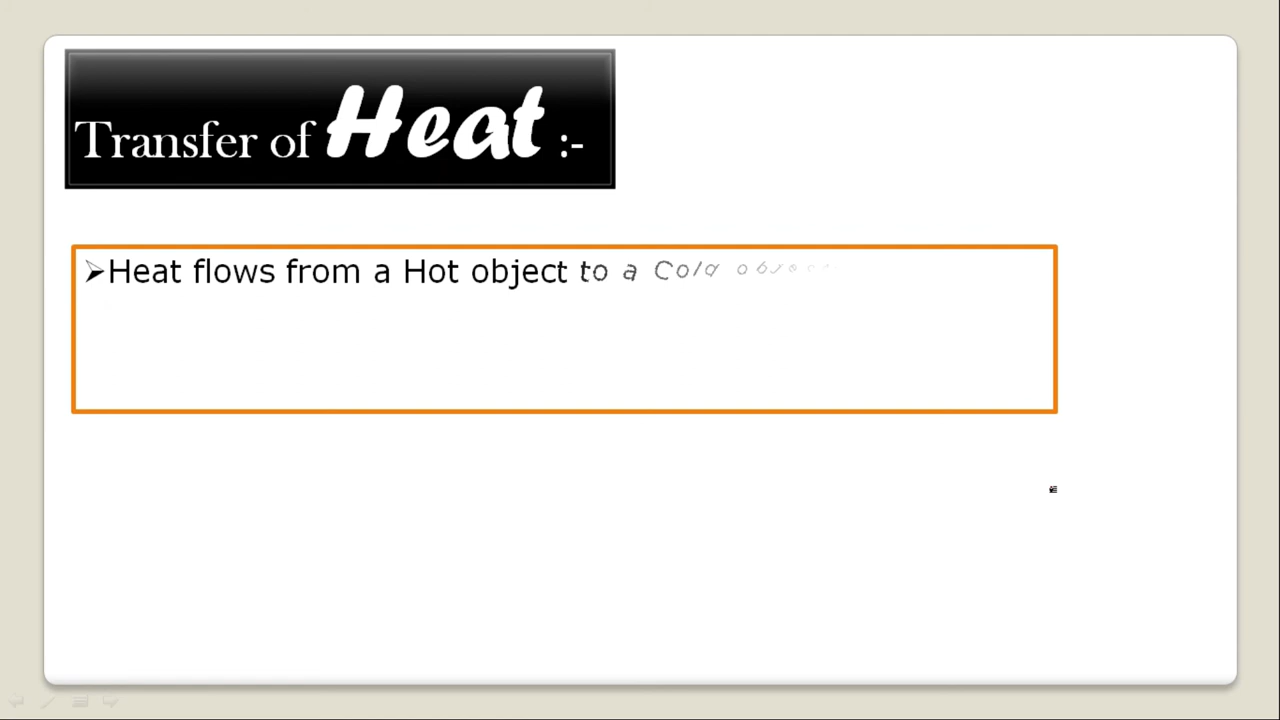 Transfer of Heat :-
➢Heat flows from a Hot object to a Cold